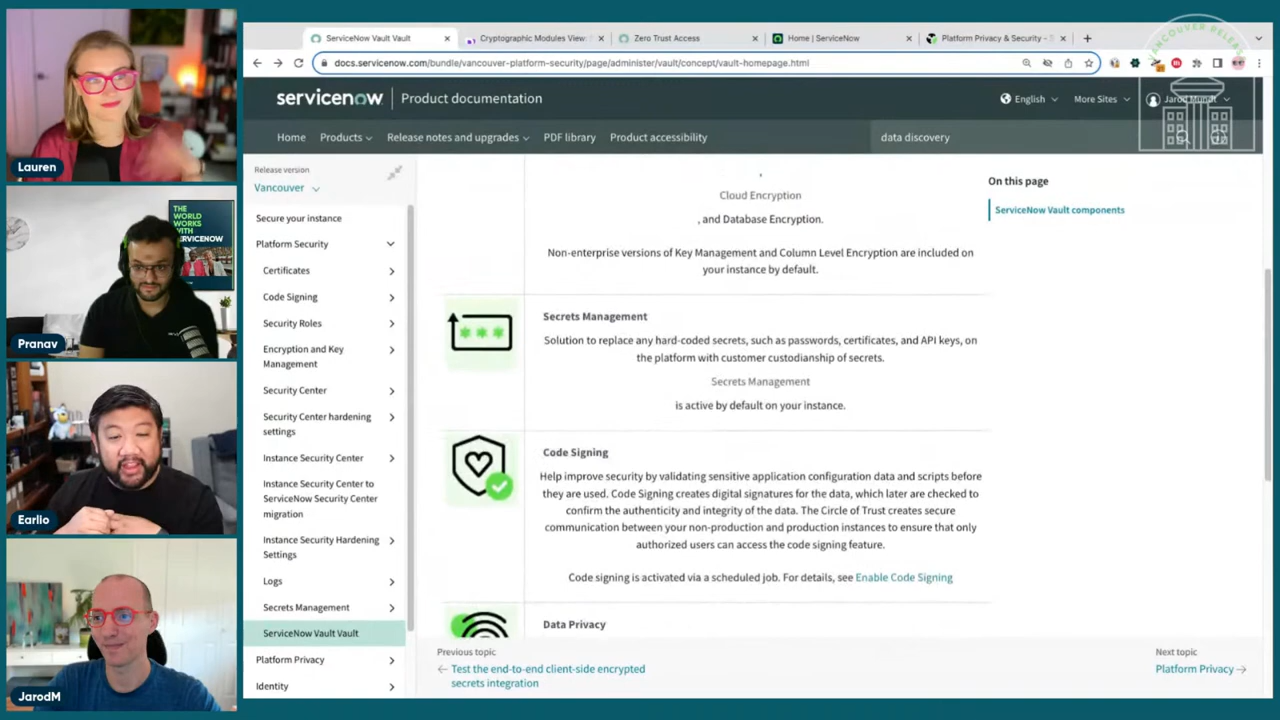 Lauren
THE
WORLD
WORKS
WITH
SERVICENOW
Pranav
Earlio
JarodM
ServiceNow Vault Vault
Cryptographic Modules View:
Zero Trust Access
Home | ServiceNow
Platform Privacy & Security - S
docs.servicenow.com/bundle/vancouver-platform-security/page/administer/vault/concept/vault-homepage.html
VANCOUVER RELEASE
servicenow
Product documentation
English
More Sites
Jarod Mundt
Home
Products
Release notes and upgrades
PDF library
Product accessibility
data discovery
Release version
Vancouver
Secure your instance
Platform Security
Certificates
Code Signing
Security Roles
Encryption and Key
Management
Security Center
Security Center hardening
settings
Instance Security Center
Instance Security Center to
ServiceNow Security Center
migration
Instance Security Hardening
Settings
Logs
Secrets Management
ServiceNow Vault Vault
Platform Privacy
Identity
,
Cloud Encryption
, and Database Encryption.
Non-enterprise versions of Key Management and Column Level Encryption are included on
your instance by default.
Secrets Management
Solution to replace any hard-coded secrets, such as passwords, certificates, and API keys, on
the platform with customer custodianship of secrets.
Secrets Management
is active by default on your instance.
Code Signing
Help improve security by validating sensitive application configuration data and scripts before
they are used. Code Signing creates digital signatures for the data, which later are checked to
confirm the authenticity and integrity of the data. The Circle of Trust creates secure
communication between your non-production and production instances to ensure that only
authorized users can access the code signing feature.
Code signing is activated via a scheduled job. For details, see Enable Code Signing
Data Privacy
On this page
ServiceNow Vault components
Previous topic
Test the end-to-end client-side encrypted
secrets integration
Next topic
Platform Privacy